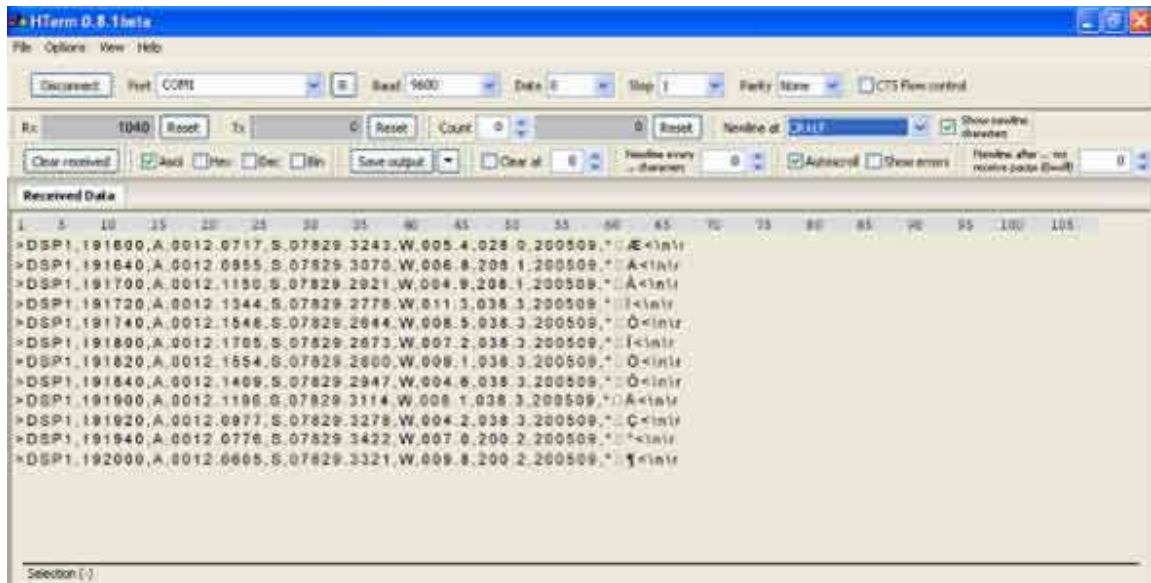 HTerm 0.8.1beta
File Options View Help
Disconnect Port COM1 R Baud 9600 Data 8 Stop 1 Parity None CTS Flow control
Rx 1040 Reset Tx 0 Reset Count 0 0 Reset Newline at CR+LF Show newline characters
Clear received Ascii Hex Dec Bin Save output Clear at 0 Newline every ... characters 0 Autoscroll Show errors Newline after ... ms receive pause (0=off) 0
Received Data
1 5 10 15 20 25 30 35 40 45 50 55 60 65 70 75 80 85 90 95 100 105
>DSP1,191600,A,0012.0717,S,07829.3243,W,005.4,028.0,200509,* Æ<\n\r
>DSP1,191640,A,0012.0955,S,07829.3070,W,006.8,208.1,200509,* <\n\r
>DSP1,191700,A,0012.1150,S,07829.2921,W,004.9,208.1,200509,* <\n\r
>DSP1,191720,A,0012.1344,S,07829.2778,W,011.3,038.3,200509,* <\n\r
>DSP1,191740,A,0012.1546,S,07829.2644,W,008.5,038.3,200509,* <\n\r
>DSP1,191800,A,0012.1705,S,07829.2673,W,007.2,038.3,200509,* <\n\r
>DSP1,191820,A,0012.1554,S,07829.2800,W,009.1,038.3,200509,* <\n\r
>DSP1,191840,A,0012.1409,S,07829.2947,W,004.6,038.3,200509,* <\n\r
>DSP1,191900,A,0012.1196,S,07829.3114,W,008.1,038.3,200509,* <\n\r
>DSP1,191920,A,0012.0977,S,07829.3278,W,004.2,038.3,200509,* Ç<\n\r
>DSP1,191940,A,0012.0776,S,07829.3422,W,007.0,200.2,200509,* <\n\r
>DSP1,192000,A,0012.0605,S,07829.3321,W,009.8,200.2,200509,* ¶<\n\r
Selection (-)